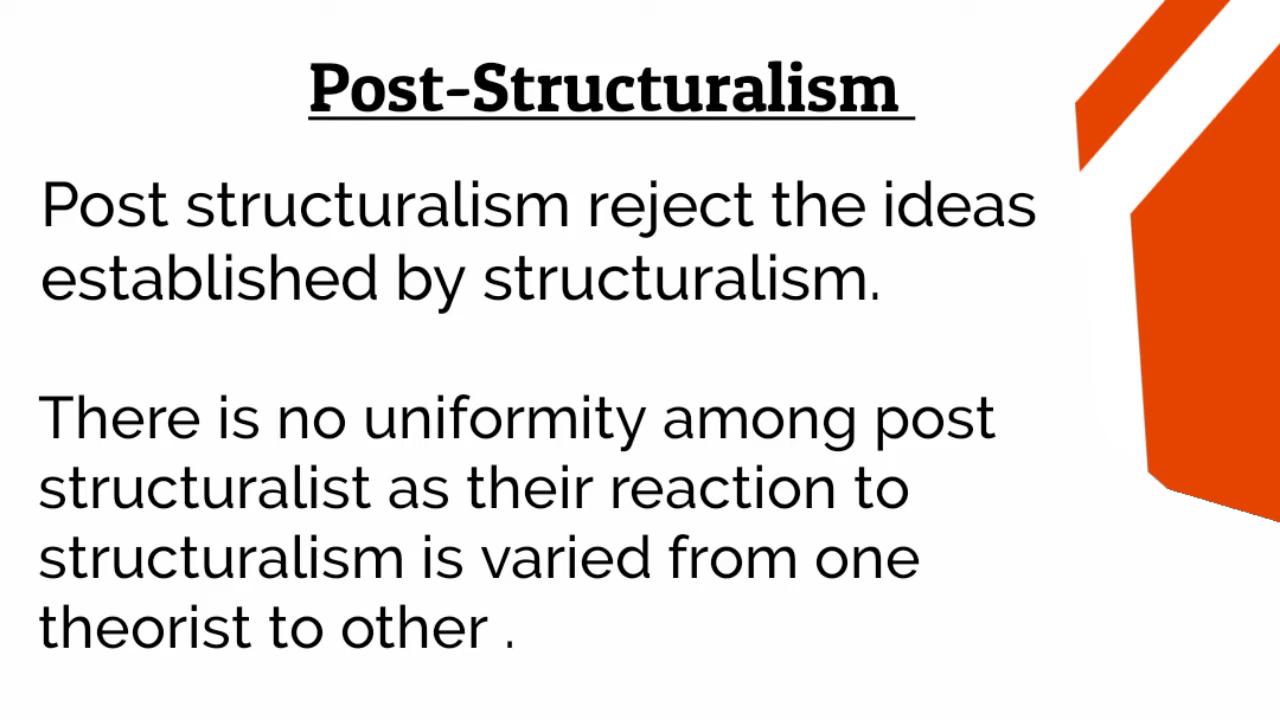 Post-Structuralism
Post structuralism reject the ideas
established by structuralism.
There is no uniformity among post
structuralist as their reaction to
structuralism is varied from one
theorist to other .